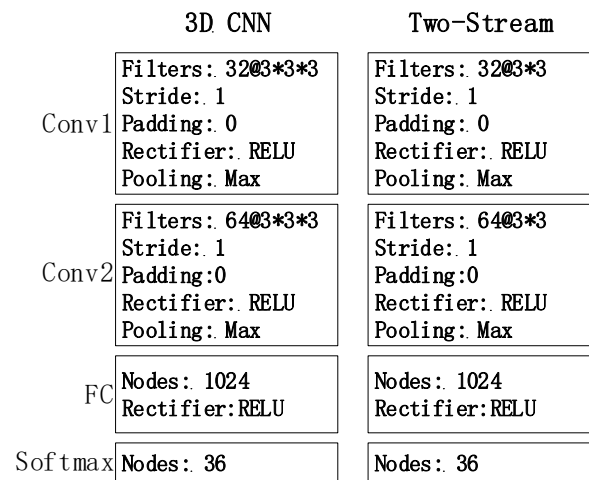 3D CNN
Two-Stream
Conv1
Filters: 32@3*3*3
Stride: 1
Padding: 0
Rectifier: RELU
Pooling: Max
Filters: 32@3*3
Stride: 1
Padding: 0
Rectifier: RELU
Pooling: Max
Conv2
Filters: 64@3*3*3
Stride: 1
Padding:0
Rectifier: RELU
Pooling: Max
Filters: 64@3*3
Stride: 1
Padding:0
Rectifier: RELU
Pooling: Max
FC
Nodes: 1024
Rectifier:RELU
Nodes: 1024
Rectifier:RELU
Softmax
Nodes: 36
Nodes: 36